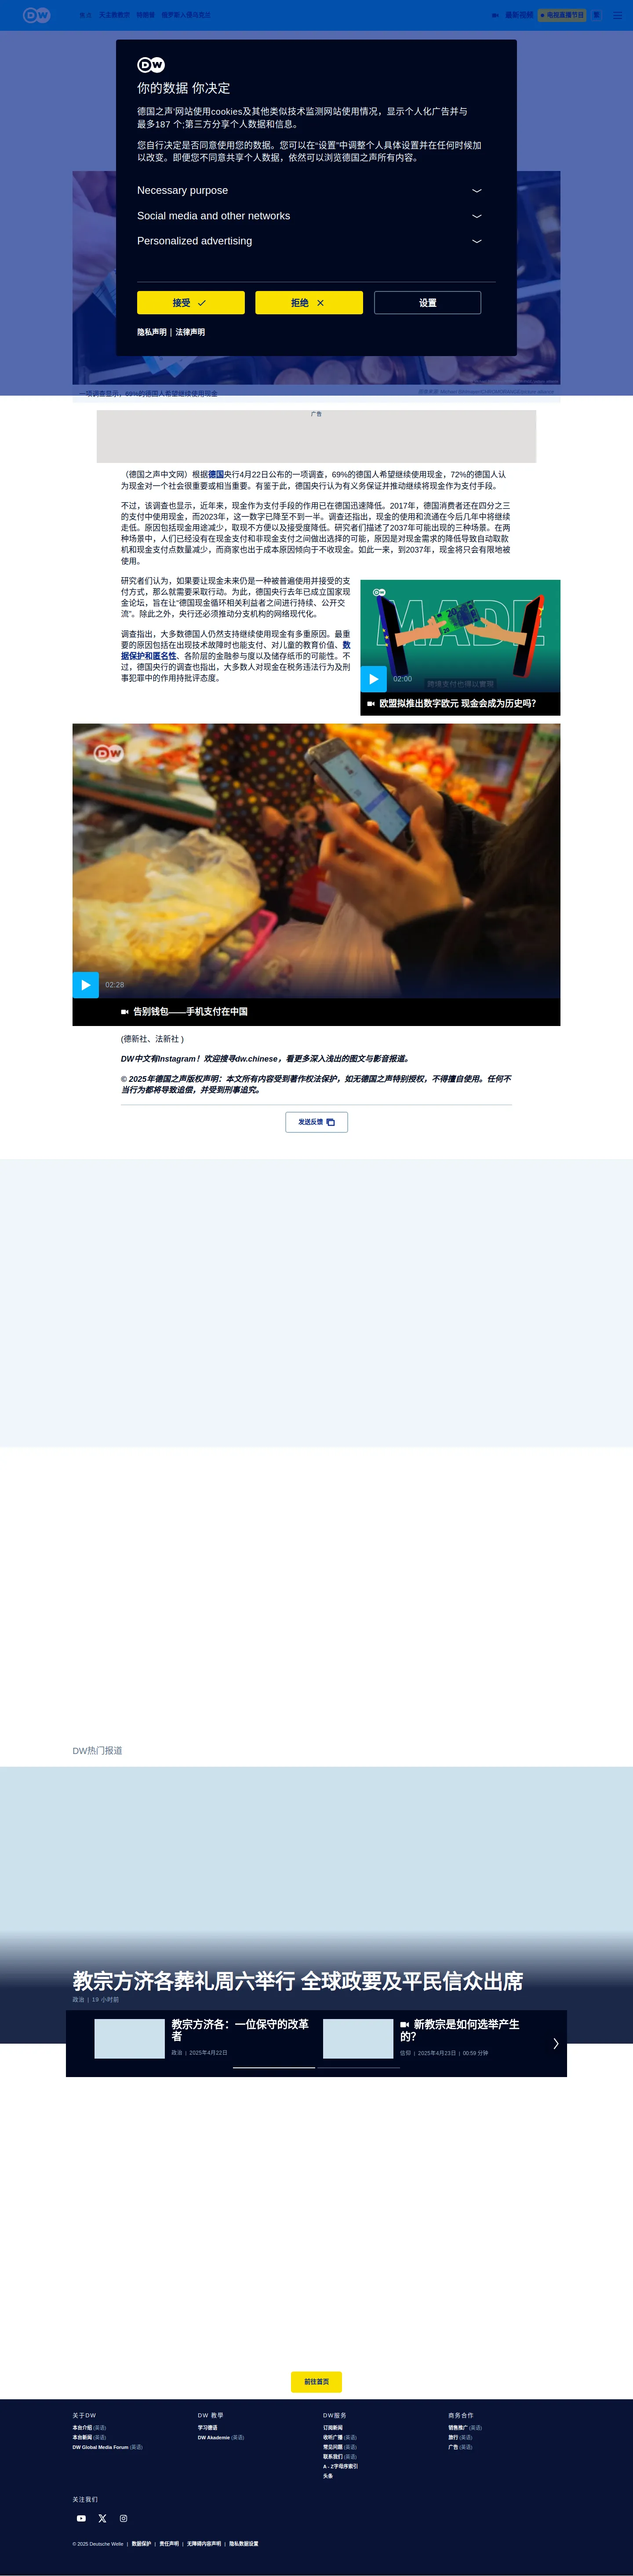 DW
热点 天主教教宗 特朗普 俄罗斯入侵乌克兰
最新视频 电视直播节目
DW
你的数据 你决定
德国之声网站使用cookies及其他类似技术监测网站使用情况，显示个人化广告并与
最多187 个;第三方分享个人数据和信息。
您自行决定是否同意使用您的数据。您可以在“设置”中调整个人具体设置并在任何时候加
以改变。即便您不同意共享个人数据，依然可以浏览德国之声所有内容。
Necessary purpose
Social media and other networks
Personalized advertising
接受
拒绝
设置
隐私声明 | 法律声明
一项调查显示，69%的德国人希望继续使用现金
广告
（德国之声中文网）根据德国央行4月22日公布的一项调查，69%的德国人希望继续使用现金，72%的德国人认
为现金对一个社会很重要或相当重要。有鉴于此，德国央行认为有义务保证并推动继续将现金作为支付手段。
不过，该调查也显示，近年来，现金作为支付手段的作用已在德国迅速降低。2017年，德国消费者还在四分之三
的支付中使用现金，而2023年，这一数字已降至不到一半。调查还指出，现金的使用和流通在今后几年中将继续
走低。原因包括现金用途减少，取现不方便以及接受度降低。研究者们描述了2037年可能出现的三种场景。在两
种场景中，人们已经没有在现金支付和非现金支付之间做出选择的可能，原因是对现金需求的降低导致自动取款
机和现金支付点数量减少，而商家也出于成本原因倾向于不收现金。如此一来，到2037年，现金将只会有限地被
使用。
研究者们认为，如果要让现金未来仍是一种被普遍使用并接受的支
付方式，那么就需要采取行动。为此，德国央行去年已成立国家现
金论坛，旨在让“德国现金循环相关利益者之间进行持续、公开交
流”。除此之外，央行还必须推动分支机构的网络现代化。
调查指出，大多数德国人仍然支持继续使用现金有多重原因。最重
要的原因包括在出现技术故障时也能支付、对儿童的教育价值、数
据保护和匿名性、各阶层的金融参与度以及储存纸币的可能性。不
过，德国央行的调查也指出，大多数人对现金在税务违法行为及刑
事犯罪中的作用持批评态度。
DW
MADE
02:00
跨境支付也得以实现
欧盟拟推出数字欧元 现金会成为历史吗？
DW
02:28
告别钱包——手机支付在中国
(德新社、法新社 )
DW中文有Instagram！欢迎搜寻dw.chinese，看更多深入浅出的图文与影音报道。
© 2025年德国之声版权声明：本文所有内容受到著作权法保护，如无德国之声特别授权，不得擅自使用。任何不
当行为都将导致追偿，并受到刑事追究。
发送反馈
DW热门报道
教宗方济各葬礼周六举行 全球政要及平民信众出席
政治 | 19 小时前
教宗方济各：一位保守的改革
者
政治 | 2025年4月22日
新教宗是如何选举产生
的？
信仰 | 2025年4月23日 | 00:59 分钟
前往首页
关于DW
本台介绍 (英语)
本台新闻 (英语)
DW Global Media Forum (英语)
DW 教学
学习德语
DW Akademie (英语)
DW服务
订阅新闻
收听广播 (英语)
常见问题 (英语)
联系我们 (英语)
A - Z字母序索引
头条
商务合作
销售推广 (英语)
旅行 (英语)
广告 (英语)
关注我们
© 2025 Deutsche Welle | 数据保护 | 责任声明 | 无障碍内容声明 | 隐私数据设置